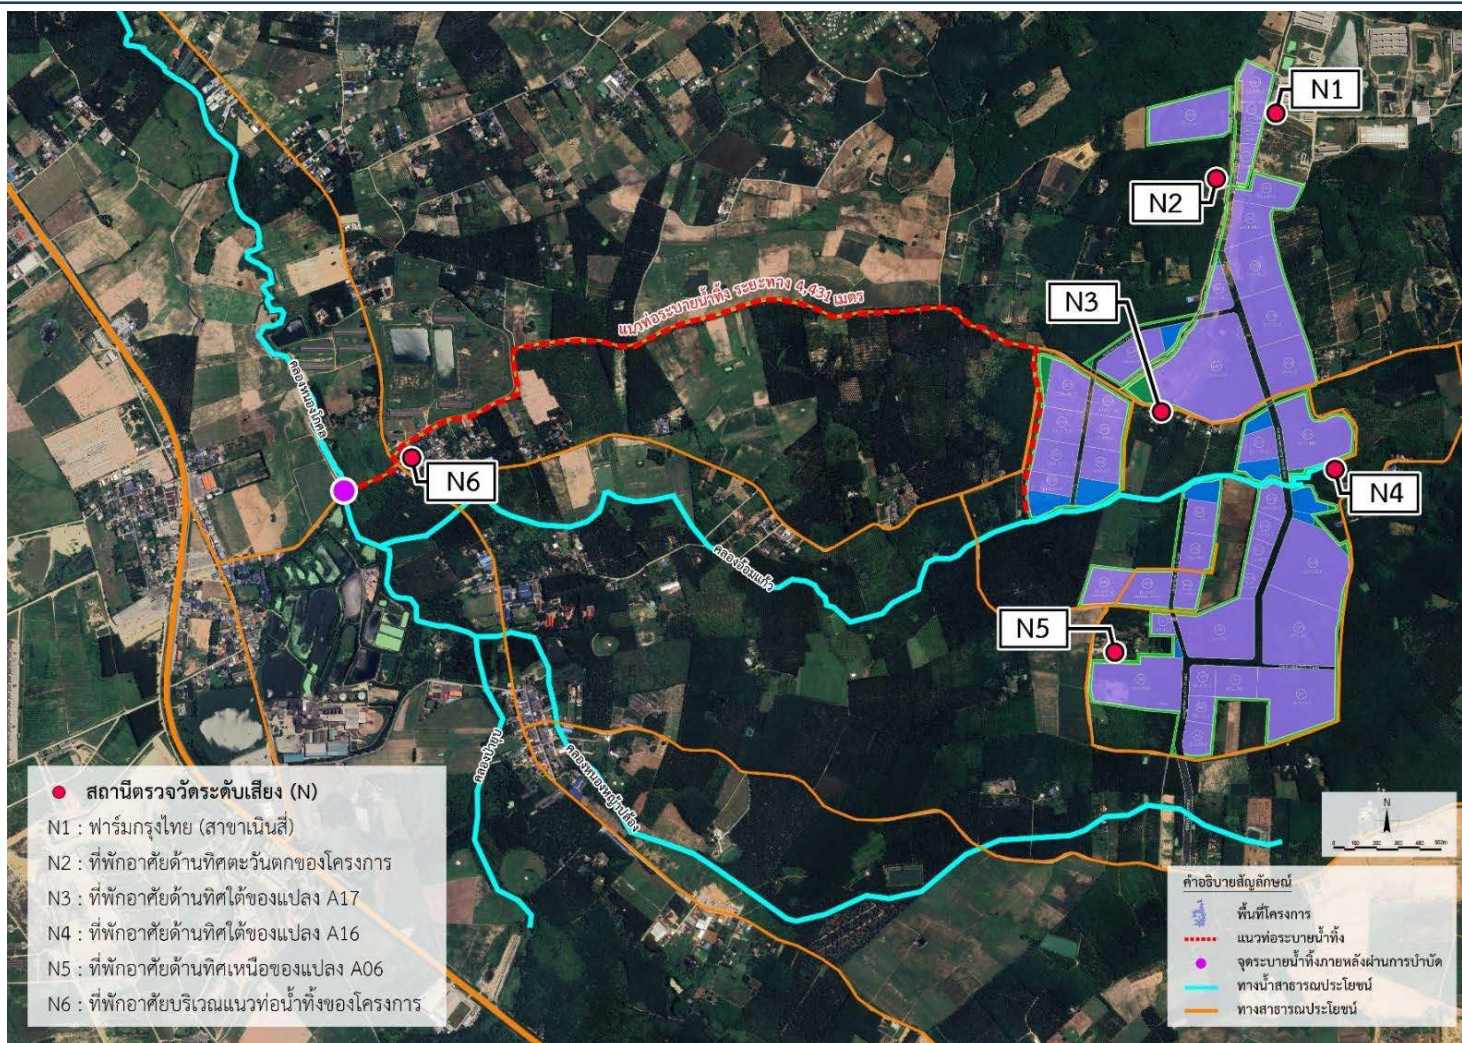 N1
N2
N3
แนวท่อระบายน้ำทิ้ง ระยะทาง 4,431 เมตร
คลองหนองโกศล
N6
N4
คลองอ้อมแก้ว
N5
คลองป่ายุบ
คลองหนองหญ้าปล้อง
สถานีตรวจวัดระดับเสียง (N)
N1 : ฟาร์มกรุงไทย (สาขาเนินสี่)
N2 : ที่พักอาศัยด้านทิศตะวันตกของโครงการ
N3 : ที่พักอาศัยด้านทิศใต้ของแปลง A17
N4 : ที่พักอาศัยด้านทิศใต้ของแปลง A16
N5 : ที่พักอาศัยด้านทิศเหนือของแปลง A06
N6 : ที่พักอาศัยบริเวณแนวท่อน้ำทิ้งของโครงการ
N
0 100 200 300 400 500m
คำอธิบายสัญลักษณ์
พื้นที่โครงการ
แนวท่อระบายน้ำทิ้ง
จุดระบายน้ำทิ้งภายหลังผ่านการบำบัด
ทางน้ำสาธารณประโยชน์
ทางสาธารณประโยชน์